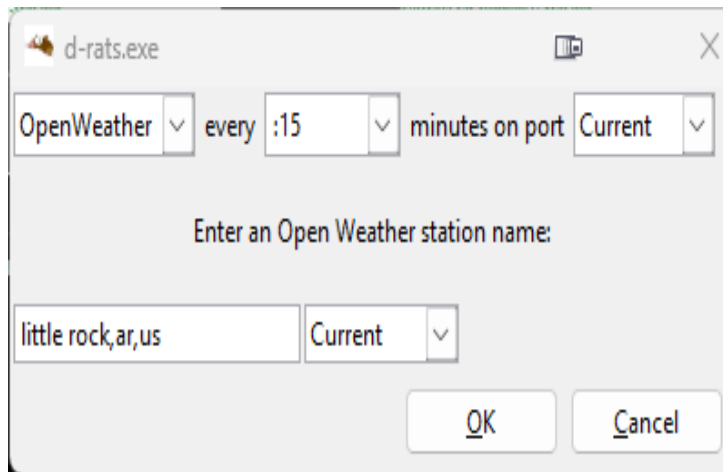 d-rats.exe
OpenWeather every :15 minutes on port Current
Enter an Open Weather station name:
little rock,ar,us Current
OK Cancel